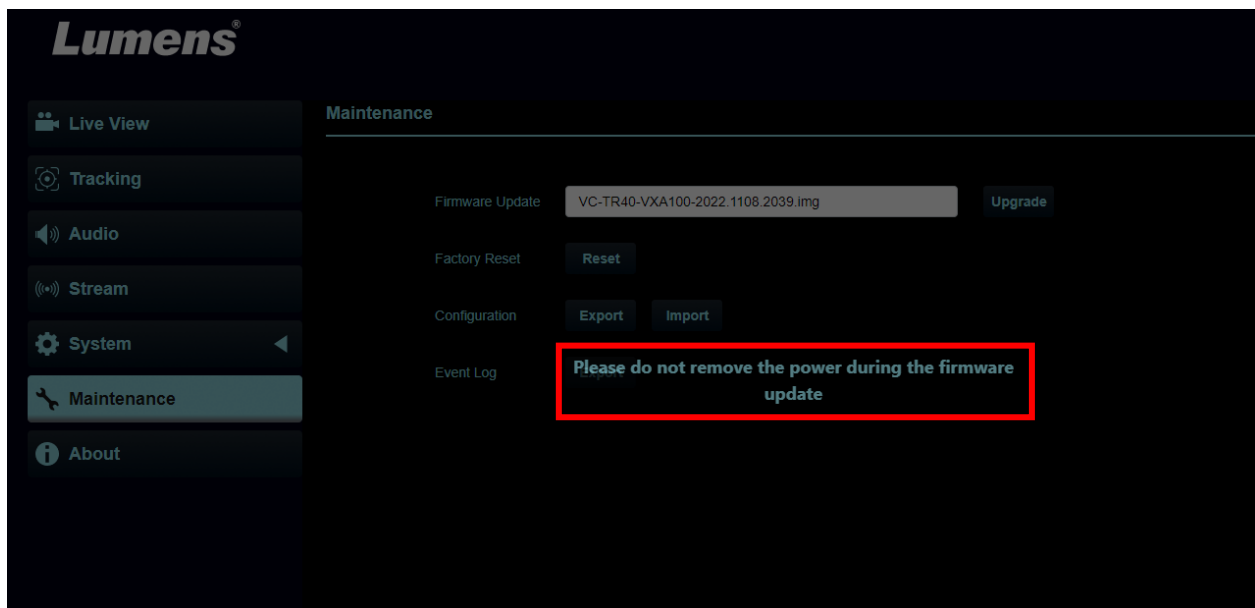 Lumens®
Live View
Tracking
Audio
Stream
System
Maintenance
About
Maintenance
Firmware Update VC-TR40-VXA100-2022.1108.2039.img Upgrade
Factory Reset Reset
Configuration Export Import
Event Log Export
Please do not remove the power during the firmware
update